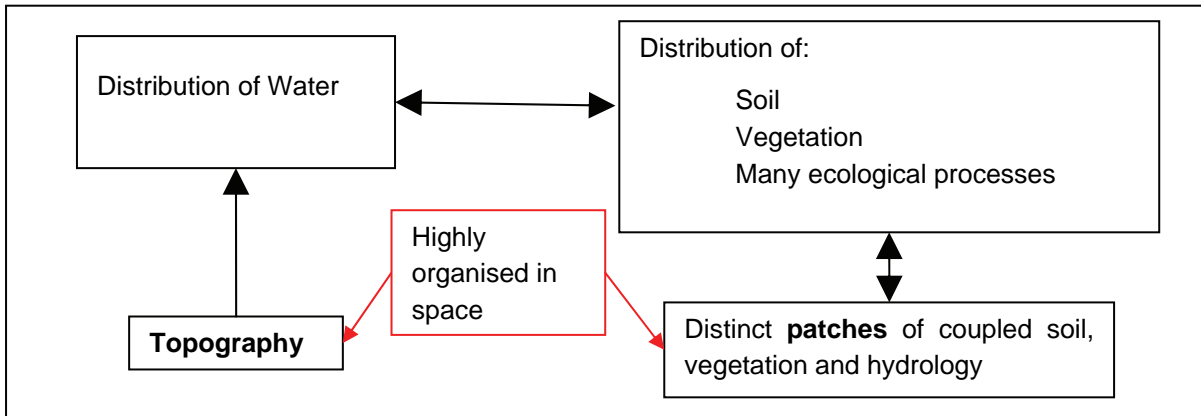 Distribution of Water
Distribution of:
Soil
Vegetation
Many ecological processes
Highly
organised in
space
Topography
Distinct patches of coupled soil,
vegetation and hydrology